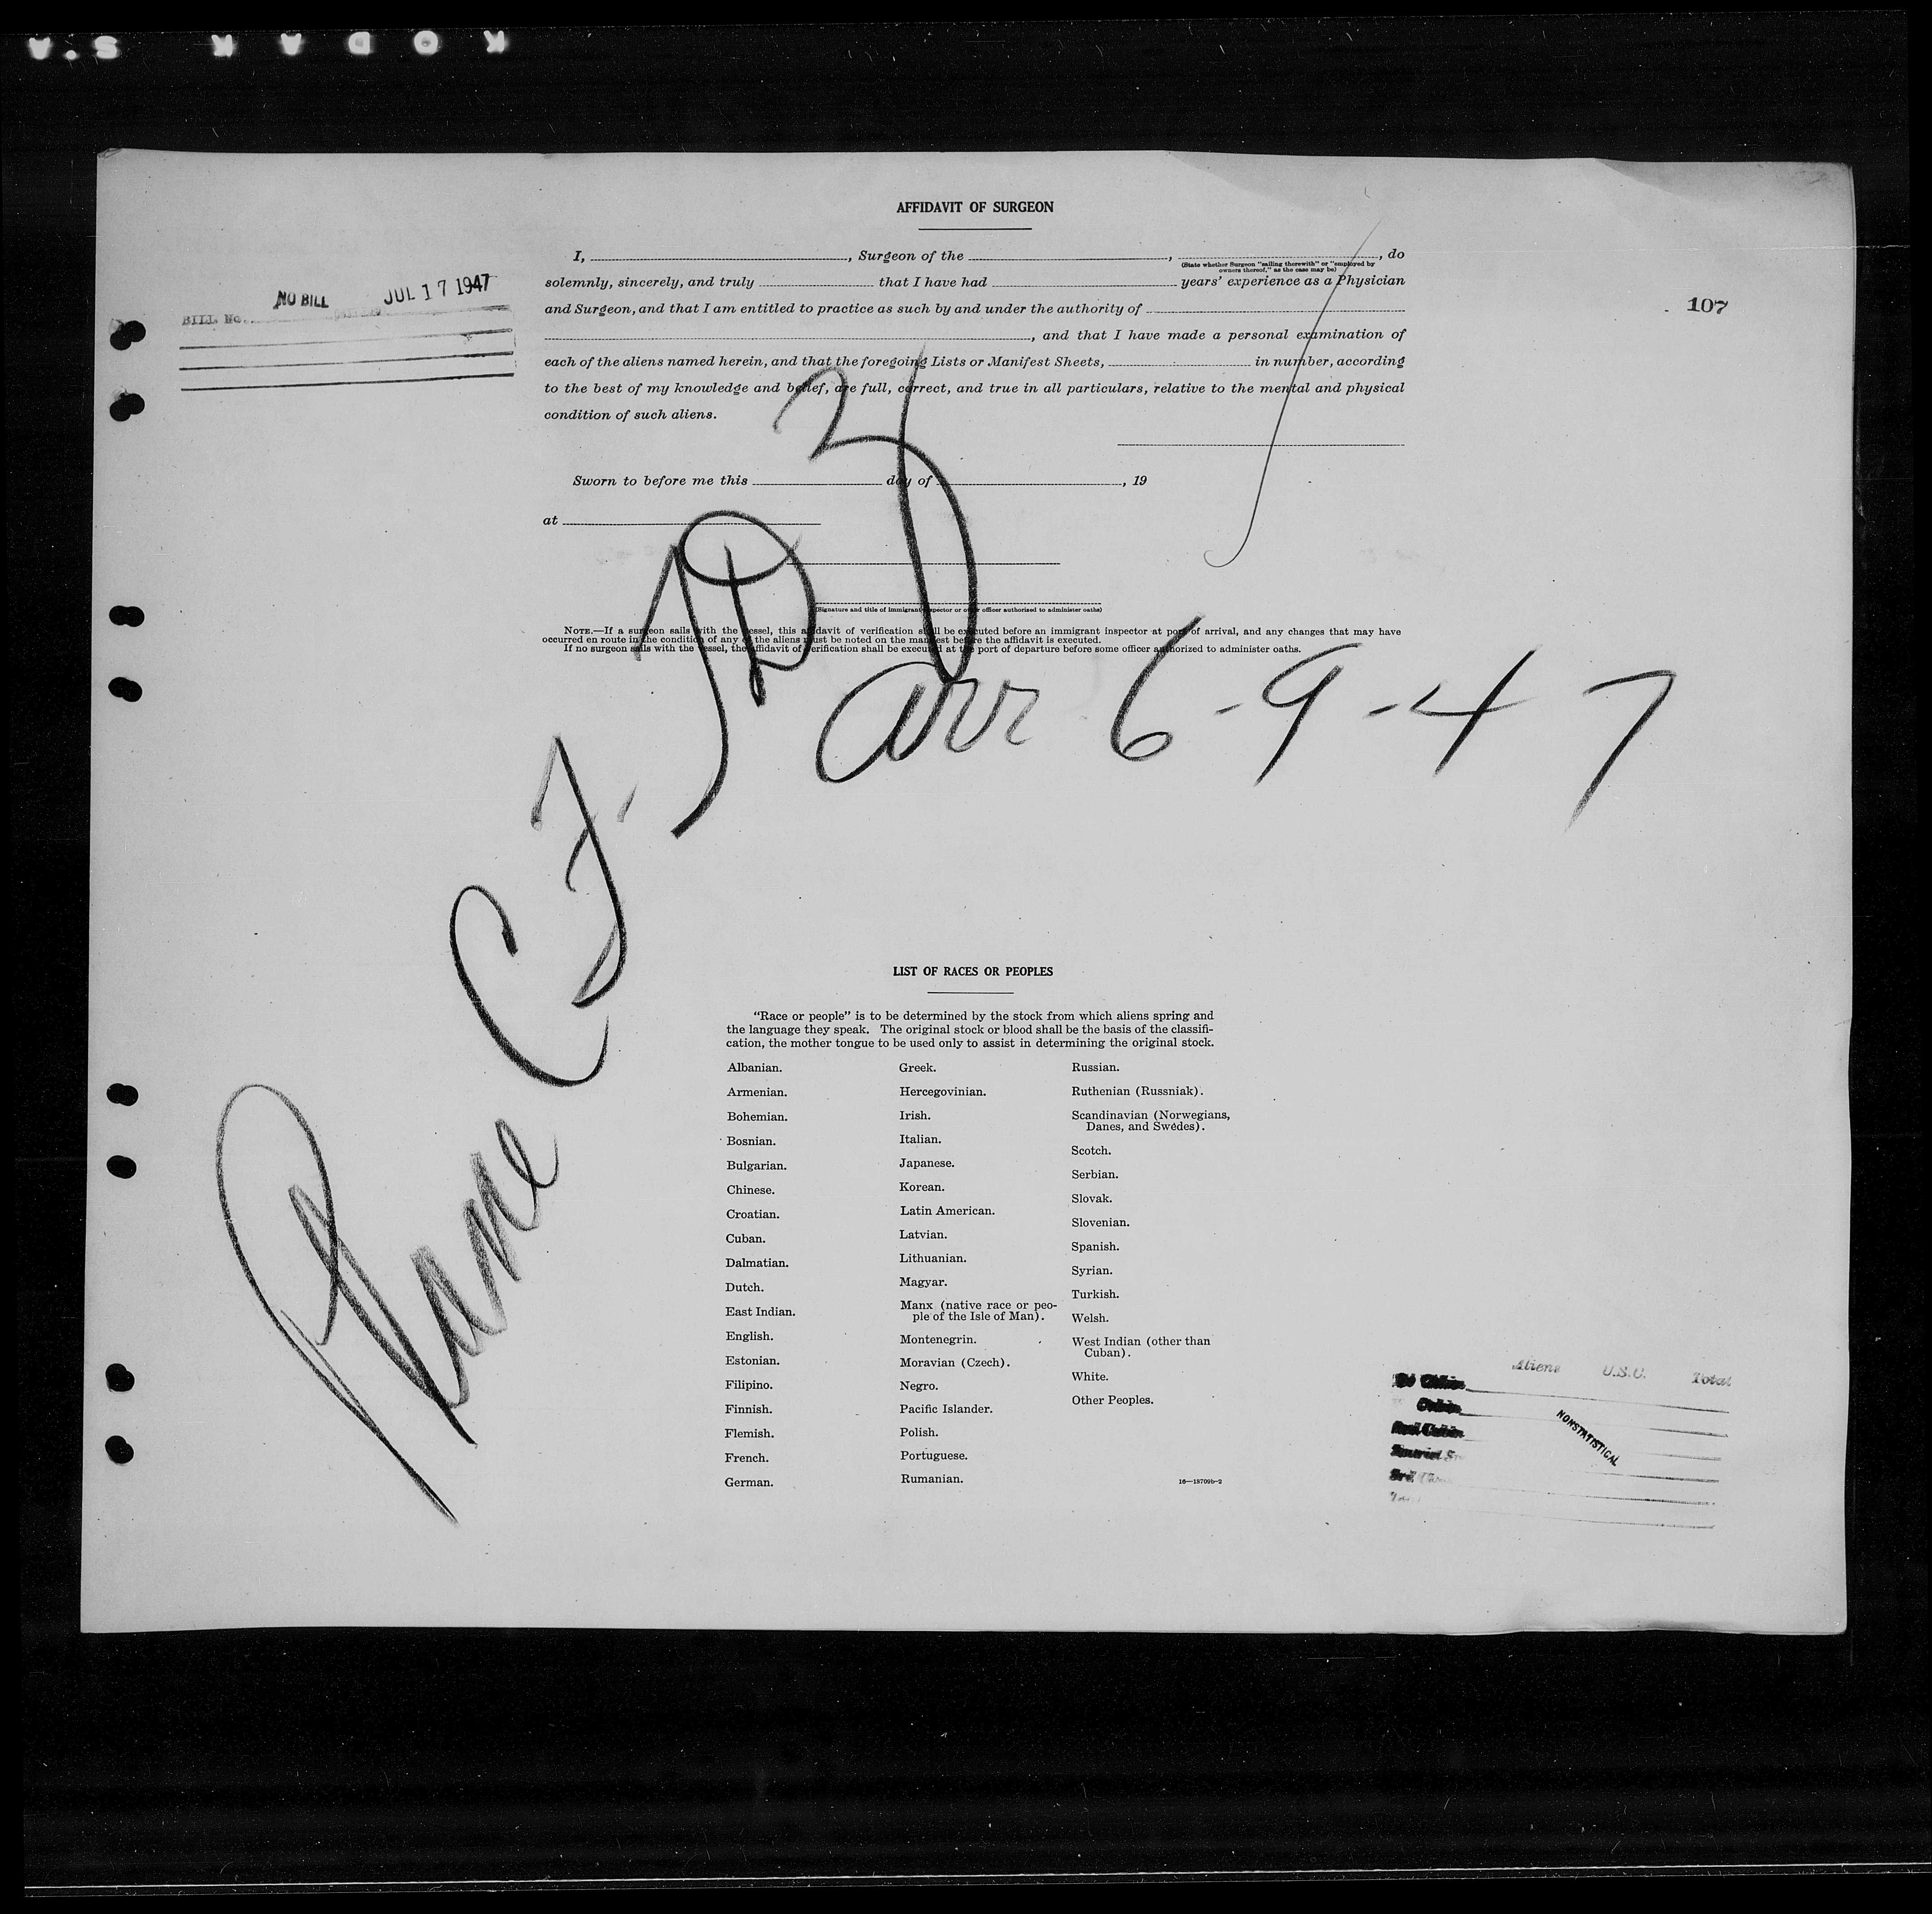 KODAK S.A
AFFIDAVIT OF SURGEON
I, , Surgeon of the , , do
(State whether Surgeon "sailing therewith" or "employed by
owners thereof," as the case may be)
solemnly, sincerely, and truly that I have had years' experience as a Physician
and Surgeon, and that I am entitled to practice as such by and under the authority of
, and that I have made a personal examination of
each of the aliens named herein, and that the foregoing Lists or Manifest Sheets, in number, according
to the best of my knowledge and belief, are full, correct, and true in all particulars, relative to the mental and physical
condition of such aliens.
NO BILL JUL 17 1947
BILL No.
107
Sworn to before me this day of , 19
at
(Signature and title of immigrant inspector or other officer authorized to administer oaths)
NOTE.—If a surgeon sails with the vessel, this affidavit of verification shall be executed before an immigrant inspector at port of arrival, and any changes that may have
occurred en route in the condition of any of the aliens must be noted on the manifest before the affidavit is executed.
If no surgeon sails with the vessel, the affidavit of verification shall be executed at the port of departure before some officer authorized to administer oaths.
arr 6-9-47
Plane
LIST OF RACES OR PEOPLES
"Race or people" is to be determined by the stock from which aliens spring and
the language they speak. The original stock or blood shall be the basis of the classifi-
cation, the mother tongue to be used only to assist in determining the original stock.
Albanian.
Armenian.
Bohemian.
Bosnian.
Bulgarian.
Chinese.
Croatian.
Cuban.
Dalmatian.
Dutch.
East Indian.
English.
Estonian.
Filipino.
Finnish.
Flemish.
French.
German.
Greek.
Hercegovinian.
Irish.
Italian.
Japanese.
Korean.
Latin American.
Latvian.
Lithuanian.
Magyar.
Manx (native race or peo-
ple of the Isle of Man).
Montenegrin.
Moravian (Czech).
Negro.
Pacific Islander.
Polish.
Portuguese.
Rumanian.
Russian.
Ruthenian (Russniak).
Scandinavian (Norwegians,
Danes, and Swedes).
Scotch.
Serbian.
Slovak.
Slovenian.
Spanish.
Syrian.
Turkish.
Welsh.
West Indian (other than
Cuban).
White.
Other Peoples.
16—18709b-2
Aliens U.S.C. Total
NONSTATISTICAL